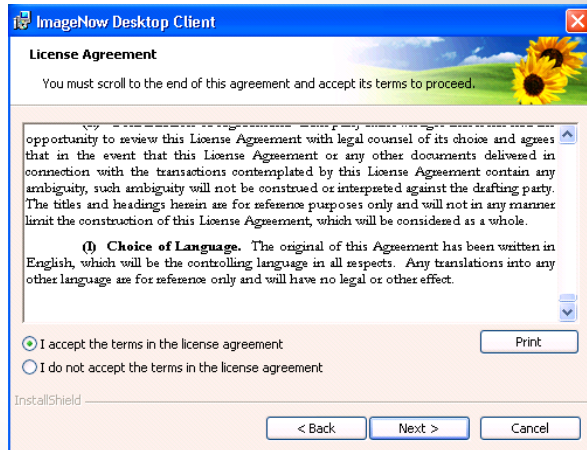 ImageNow Desktop Client
License Agreement
You must scroll to the end of this agreement and accept its terms to proceed.
opportunity to review this License Agreement with legal counsel of its choice and agrees
that in the event that this License Agreement or any other documents delivered in
connection with the transactions contemplated by this License Agreement contain any
ambiguity, such ambiguity will not be construed or interpreted against the drafting party.
The titles and headings herein are for reference purposes only and will not in any manner
limit the construction of this License Agreement, which will be considered as a whole.
(I) Choice of Language. The original of this Agreement has been written in
English, which will be the controlling language in all respects. Any translations into any
other language are for reference only and will have no legal or other effect.
I accept the terms in the license agreement
Print
I do not accept the terms in the license agreement
InstallShield
< Back
Next >
Cancel